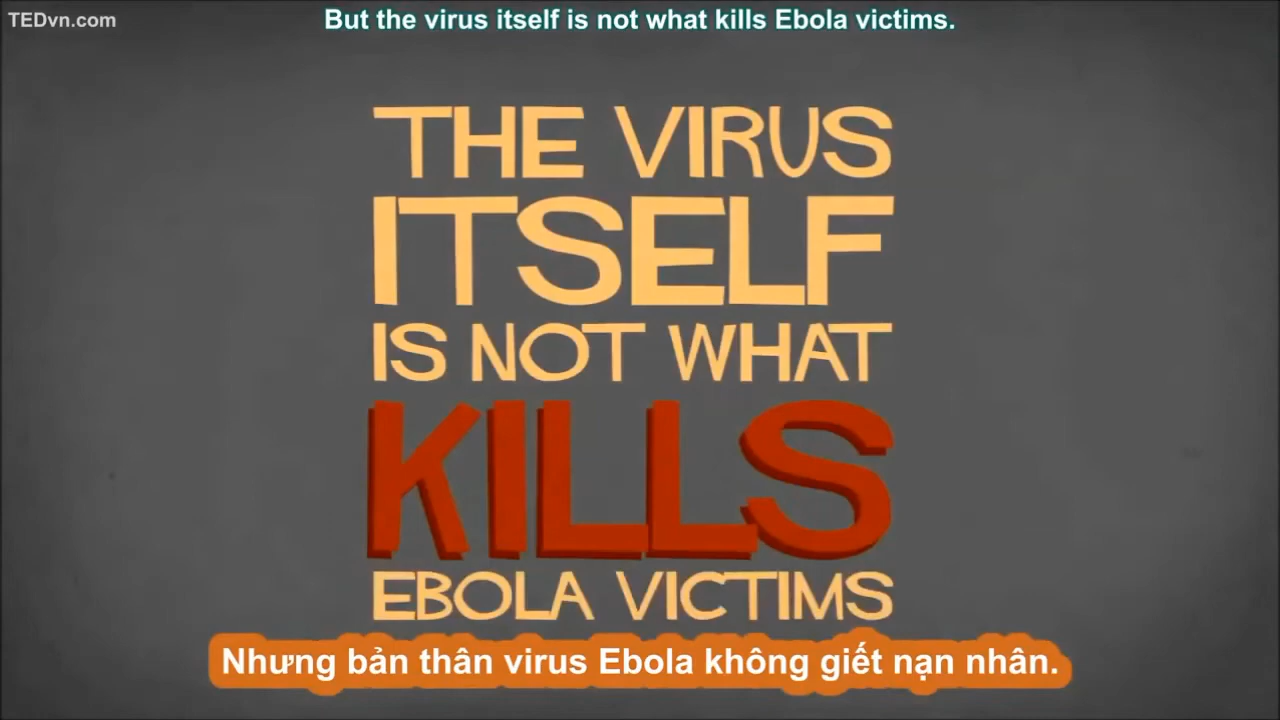 TEDvn.com
But the virus itself is not what kills Ebola victims.
THE VIRUS
ITSELF
IS NOT WHAT
KILLS
EBOLA VICTIMS
Nhưng bản thân virus Ebola không giết nạn nhân.